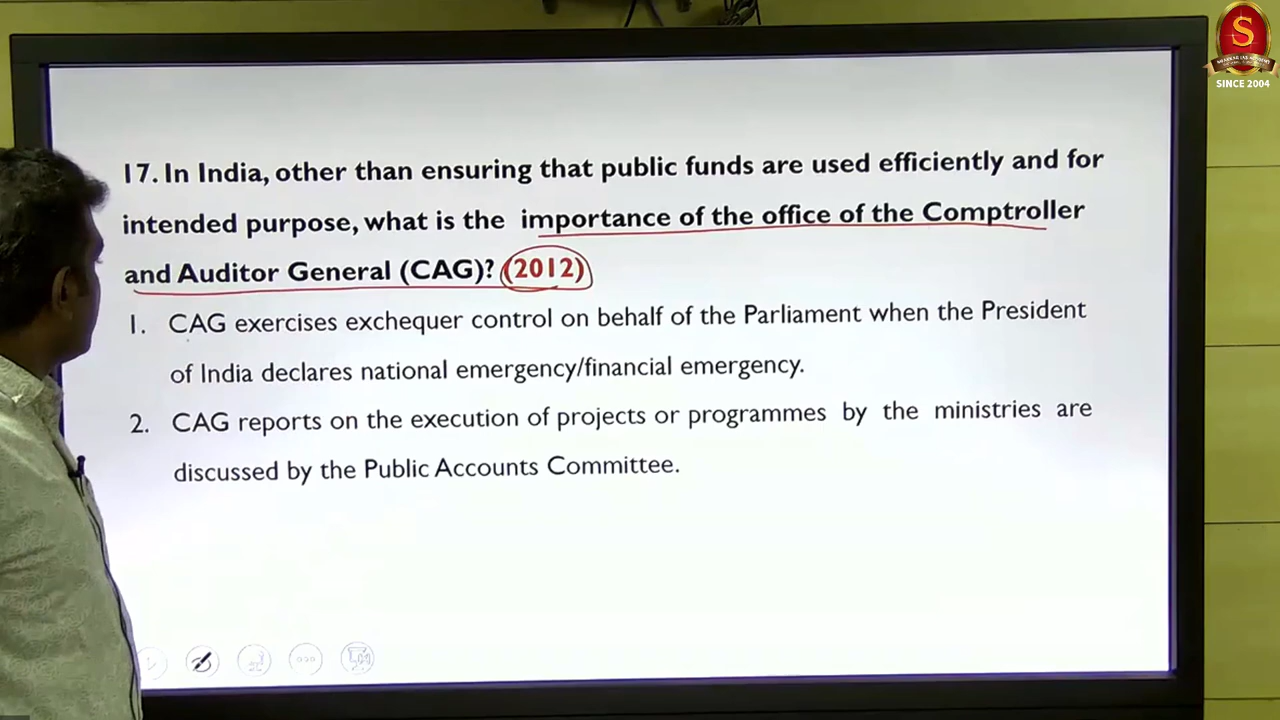 S
SINCE 2004
17. In India, other than ensuring that public funds are used efficiently and for
intended purpose, what is the importance of the office of the Comptroller
and Auditor General (CAG)? (2012)
1. CAG exercises exchequer control on behalf of the Parliament when the President
of India declares national emergency/financial emergency.
2. CAG reports on the execution of projects or programmes by the ministries are
discussed by the Public Accounts Committee.